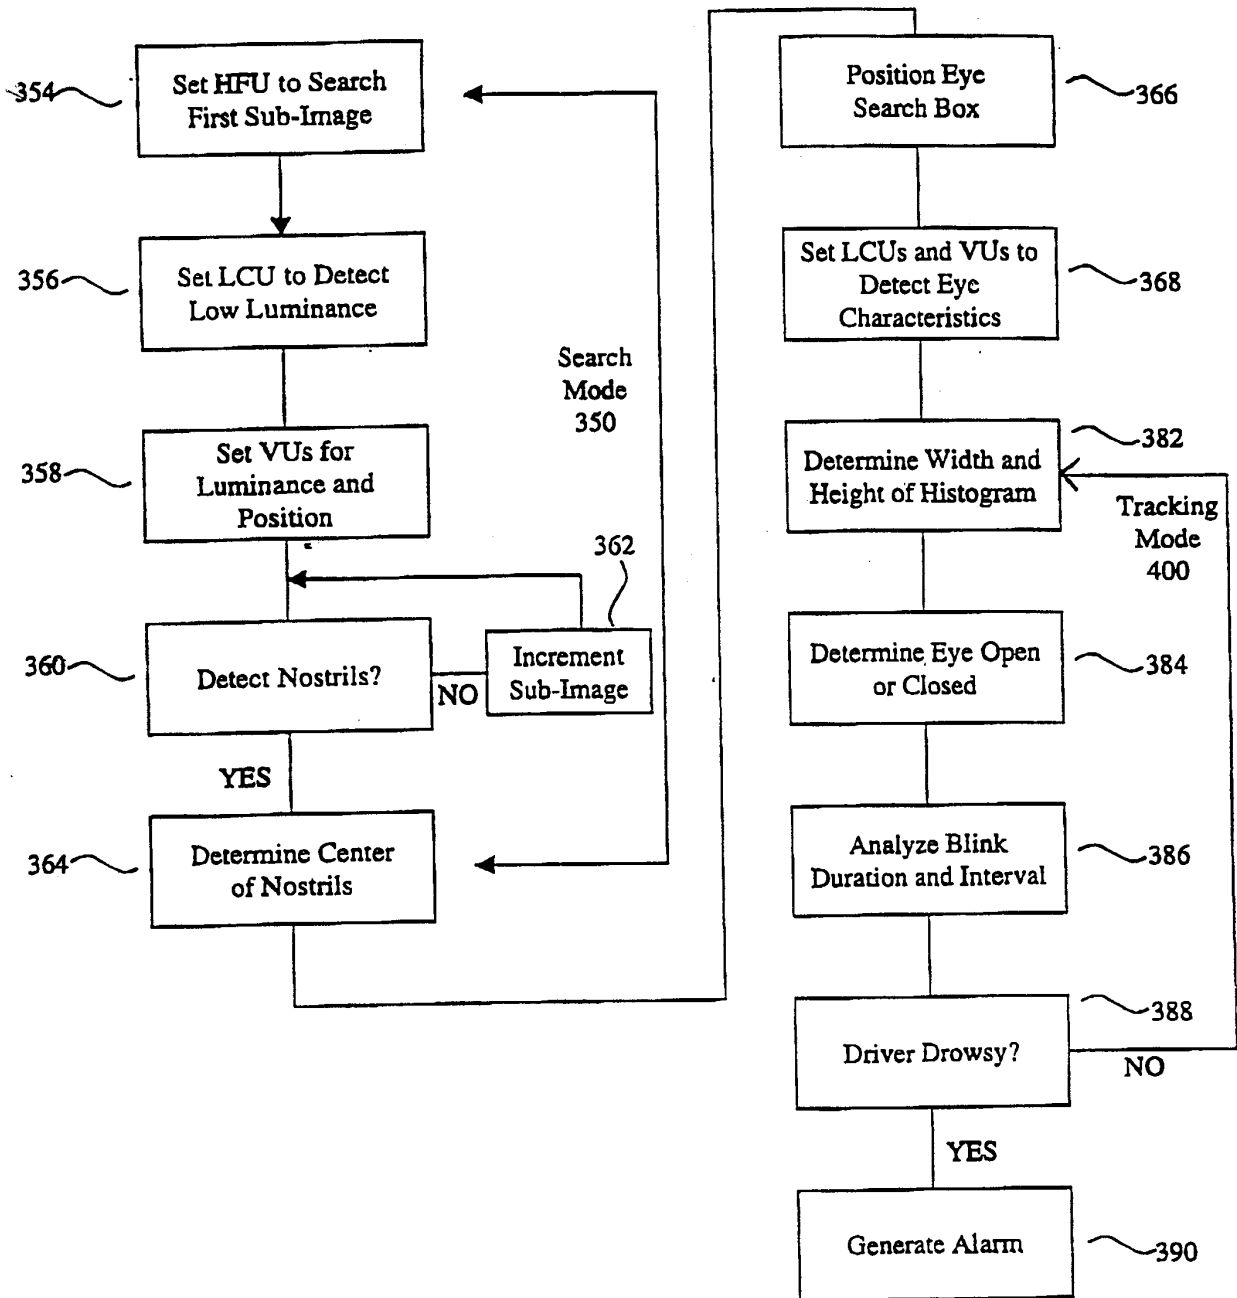 354
Set HFU to Search
First Sub-Image
356
Set LCU to Detect
Low Luminance
358
Set VUs for
Luminance and
Position
Search
Mode
350
362
360
Detect Nostrils?
NO
Increment
Sub-Image
YES
364
Determine Center
of Nostrils
Position Eye
Search Box
366
Set LCUs and VUs to
Detect Eye
Characteristics
368
382
Determine Width and
Height of Histogram
Tracking
Mode
400
Determine Eye Open
or Closed
384
Analyze Blink
Duration and Interval
386
388
Driver Drowsy?
NO
YES
Generate Alarm
390